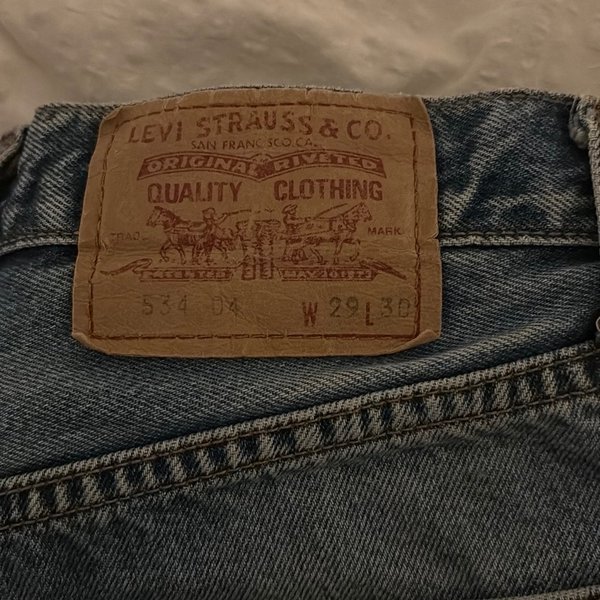 LEVI STRAUSS & CO.
SAN FRANCISCO, CA.
ORIGINAL RIVETED
QUALITY CLOTHING
TRADE MARK
534 04 W 29 L 30